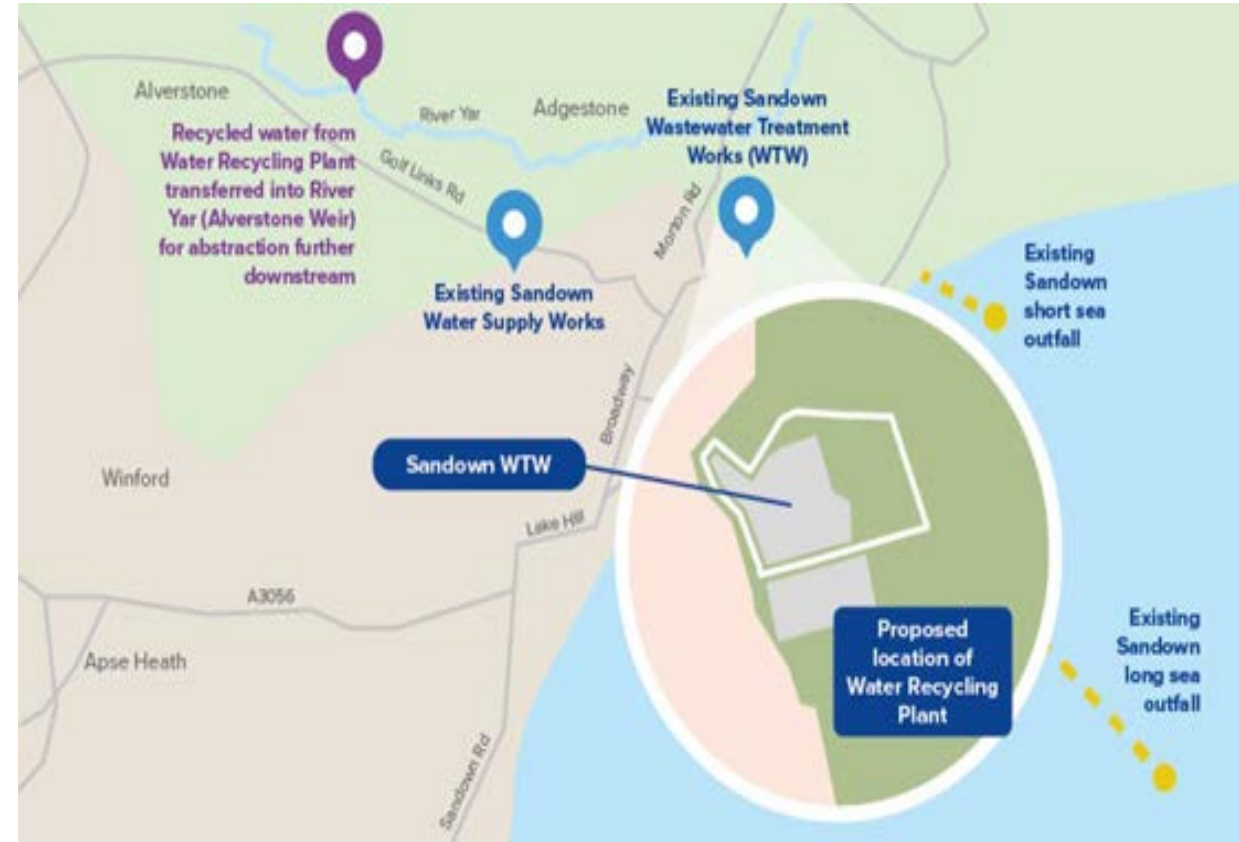 Alverstone
Recycled water from
Water Recycling Plant
transferred into River
Yar (Alverstone Weir)
for abstraction further
downstream
River Yar
Adgestone
Golf Links Rd
Existing Sandown
Wastewater Treatment
Works (WTW)
Morton Rd
Existing Sandown
Water Supply Works
Existing
Sandown
short sea
outfall
Broadway
Sandown WTW
Winford
Lake Hill
A3056
Apse Heath
Sandown Rd
Proposed
location of
Water Recycling
Plant
Existing
Sandown
long sea
outfall